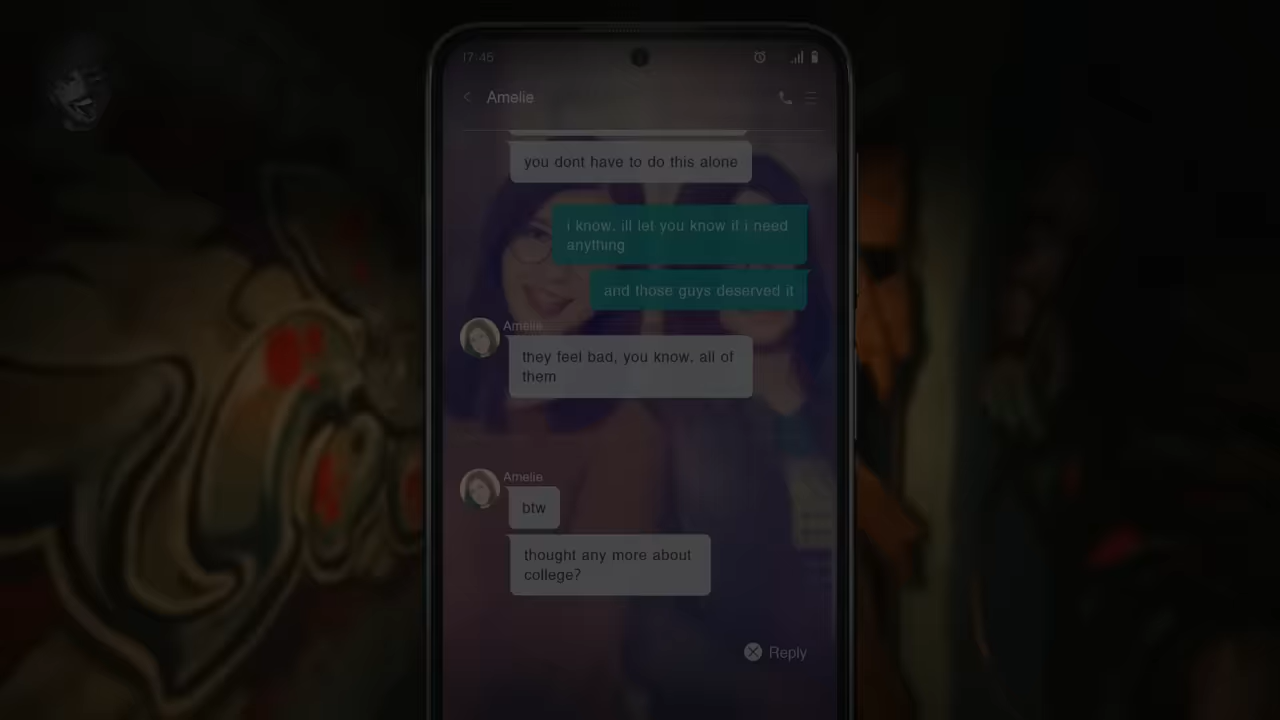 17:45
Amelie
you dont have to do this alone
i know. ill let you know if i need
anything
and those guys deserved it
Amelie
they feel bad, you know. all of
them
Amelie
btw
thought any more about
college?
Reply